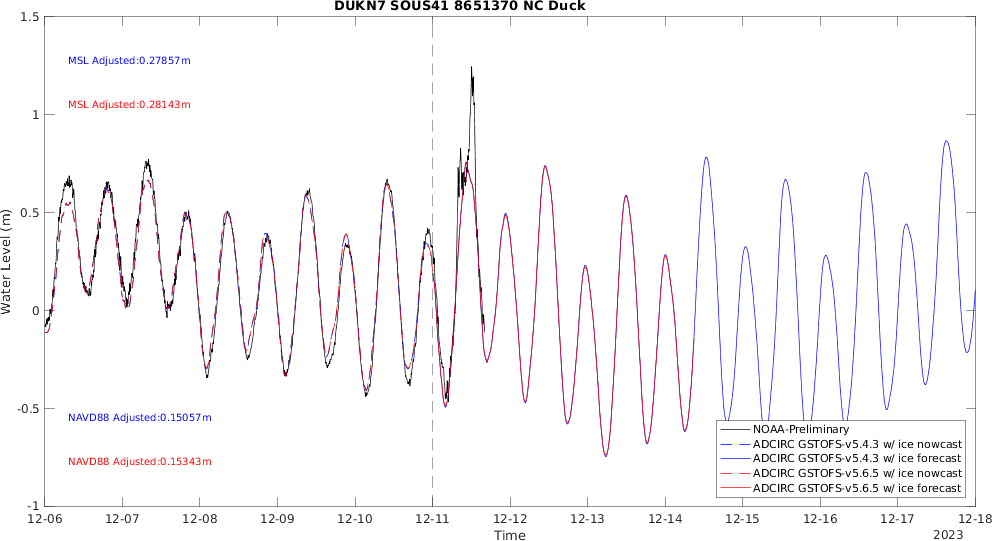 DUKN7 SOUS41 8651370 NC Duck
1.5
1
0.5
0
-0.5
-1
Water Level (m)
MSL Adjusted:0.27857m
MSL Adjusted:0.28143m
NAVD88 Adjusted:0.15057m
NAVD88 Adjusted:0.15343m
NOAA-Preliminary
ADCIRC GSTOFS-v5.4.3 w/ ice nowcast
ADCIRC GSTOFS-v5.4.3 w/ ice forecast
ADCIRC GSTOFS-v5.6.5 w/ ice nowcast
ADCIRC GSTOFS-v5.6.5 w/ ice forecast
12-06 12-07 12-08 12-09 12-10 12-11 12-12 12-13 12-14 12-15 12-16 12-17 12-18
Time
2023